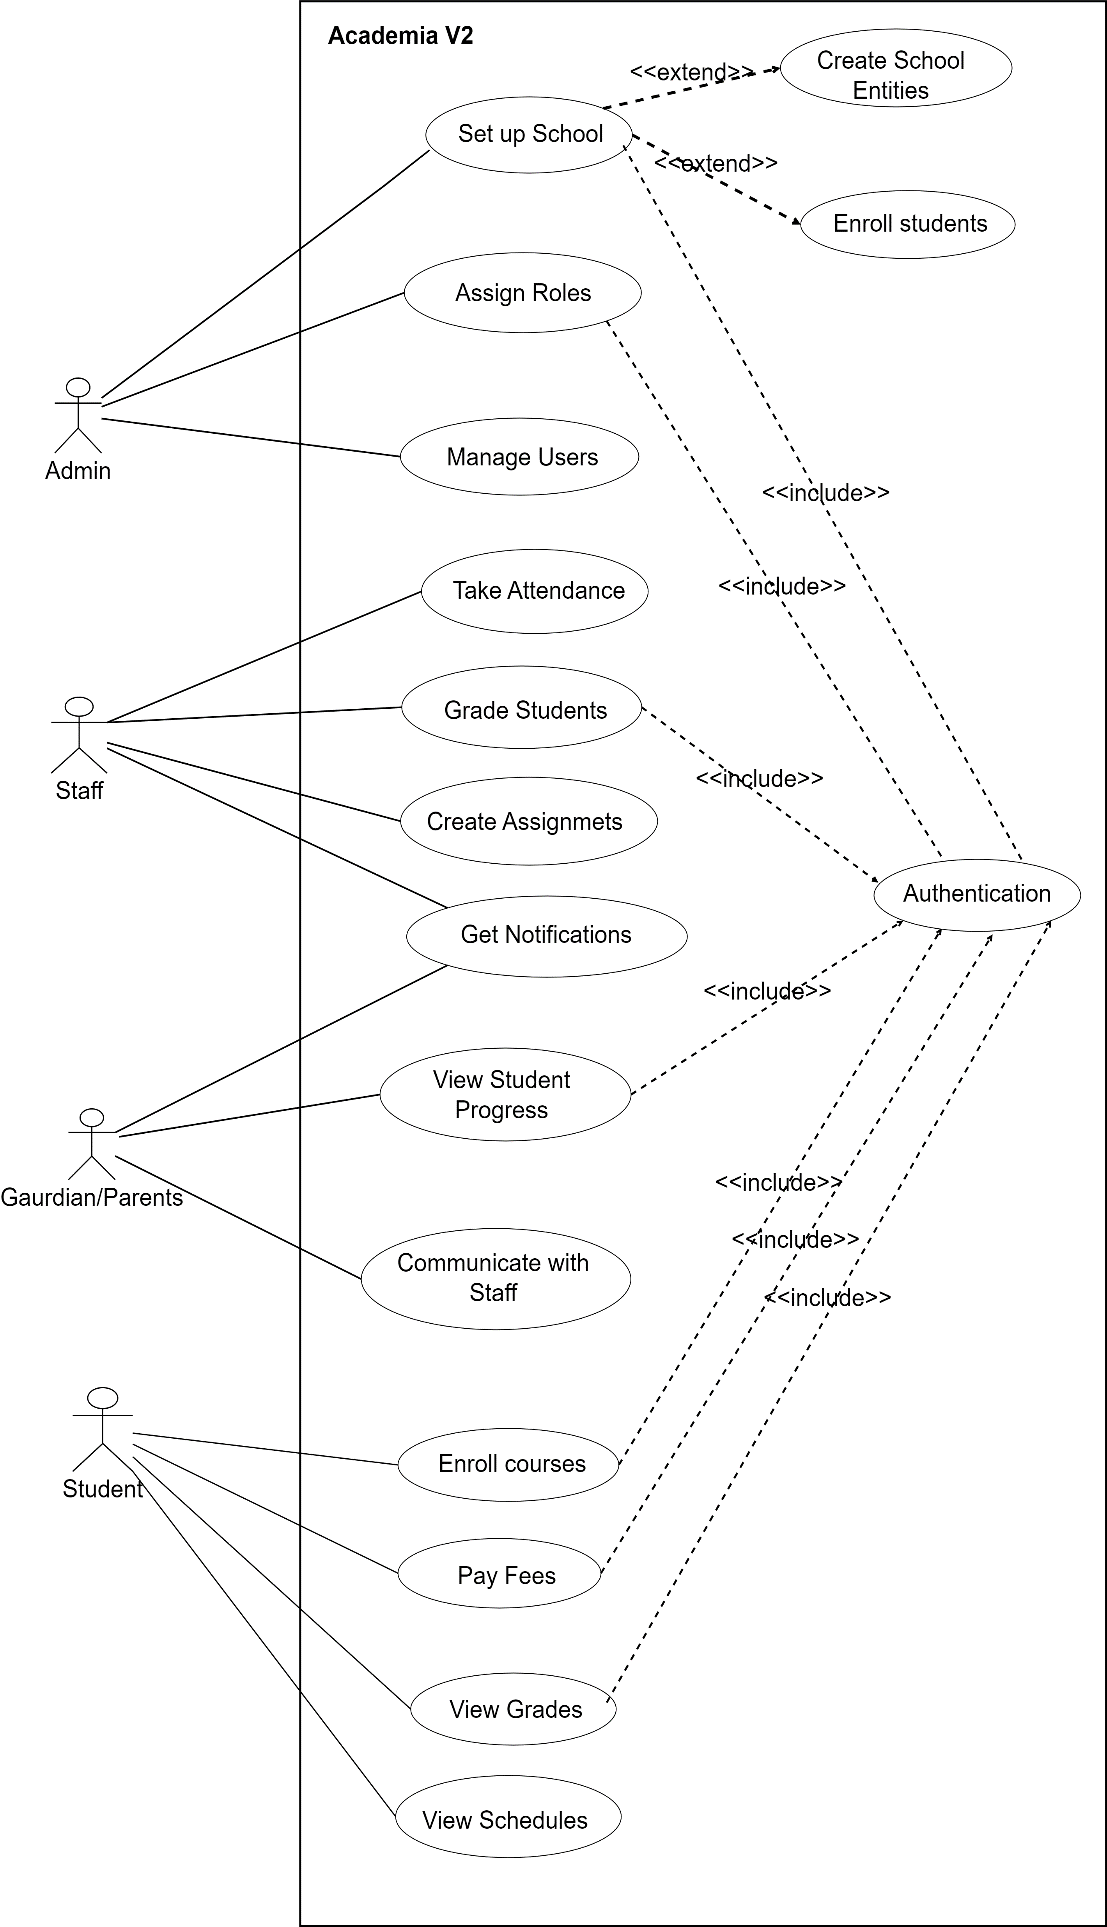 Academia V2
Create School
Entities
<<extend>>
Set up School
<<extend>>
Enroll students
Assign Roles
Admin
Manage Users
<<include>>
<<include>>
Take Attendance
Grade Students
Staff
<<include>>
Create Assignmets
Authentication
Get Notifications
<<include>>
View Student
Progress
Gaurdian/Parents
<<include>>
<<include>>
Communicate with
Staff
<<include>>
Enroll courses
Student
Pay Fees
View Grades
View Schedules